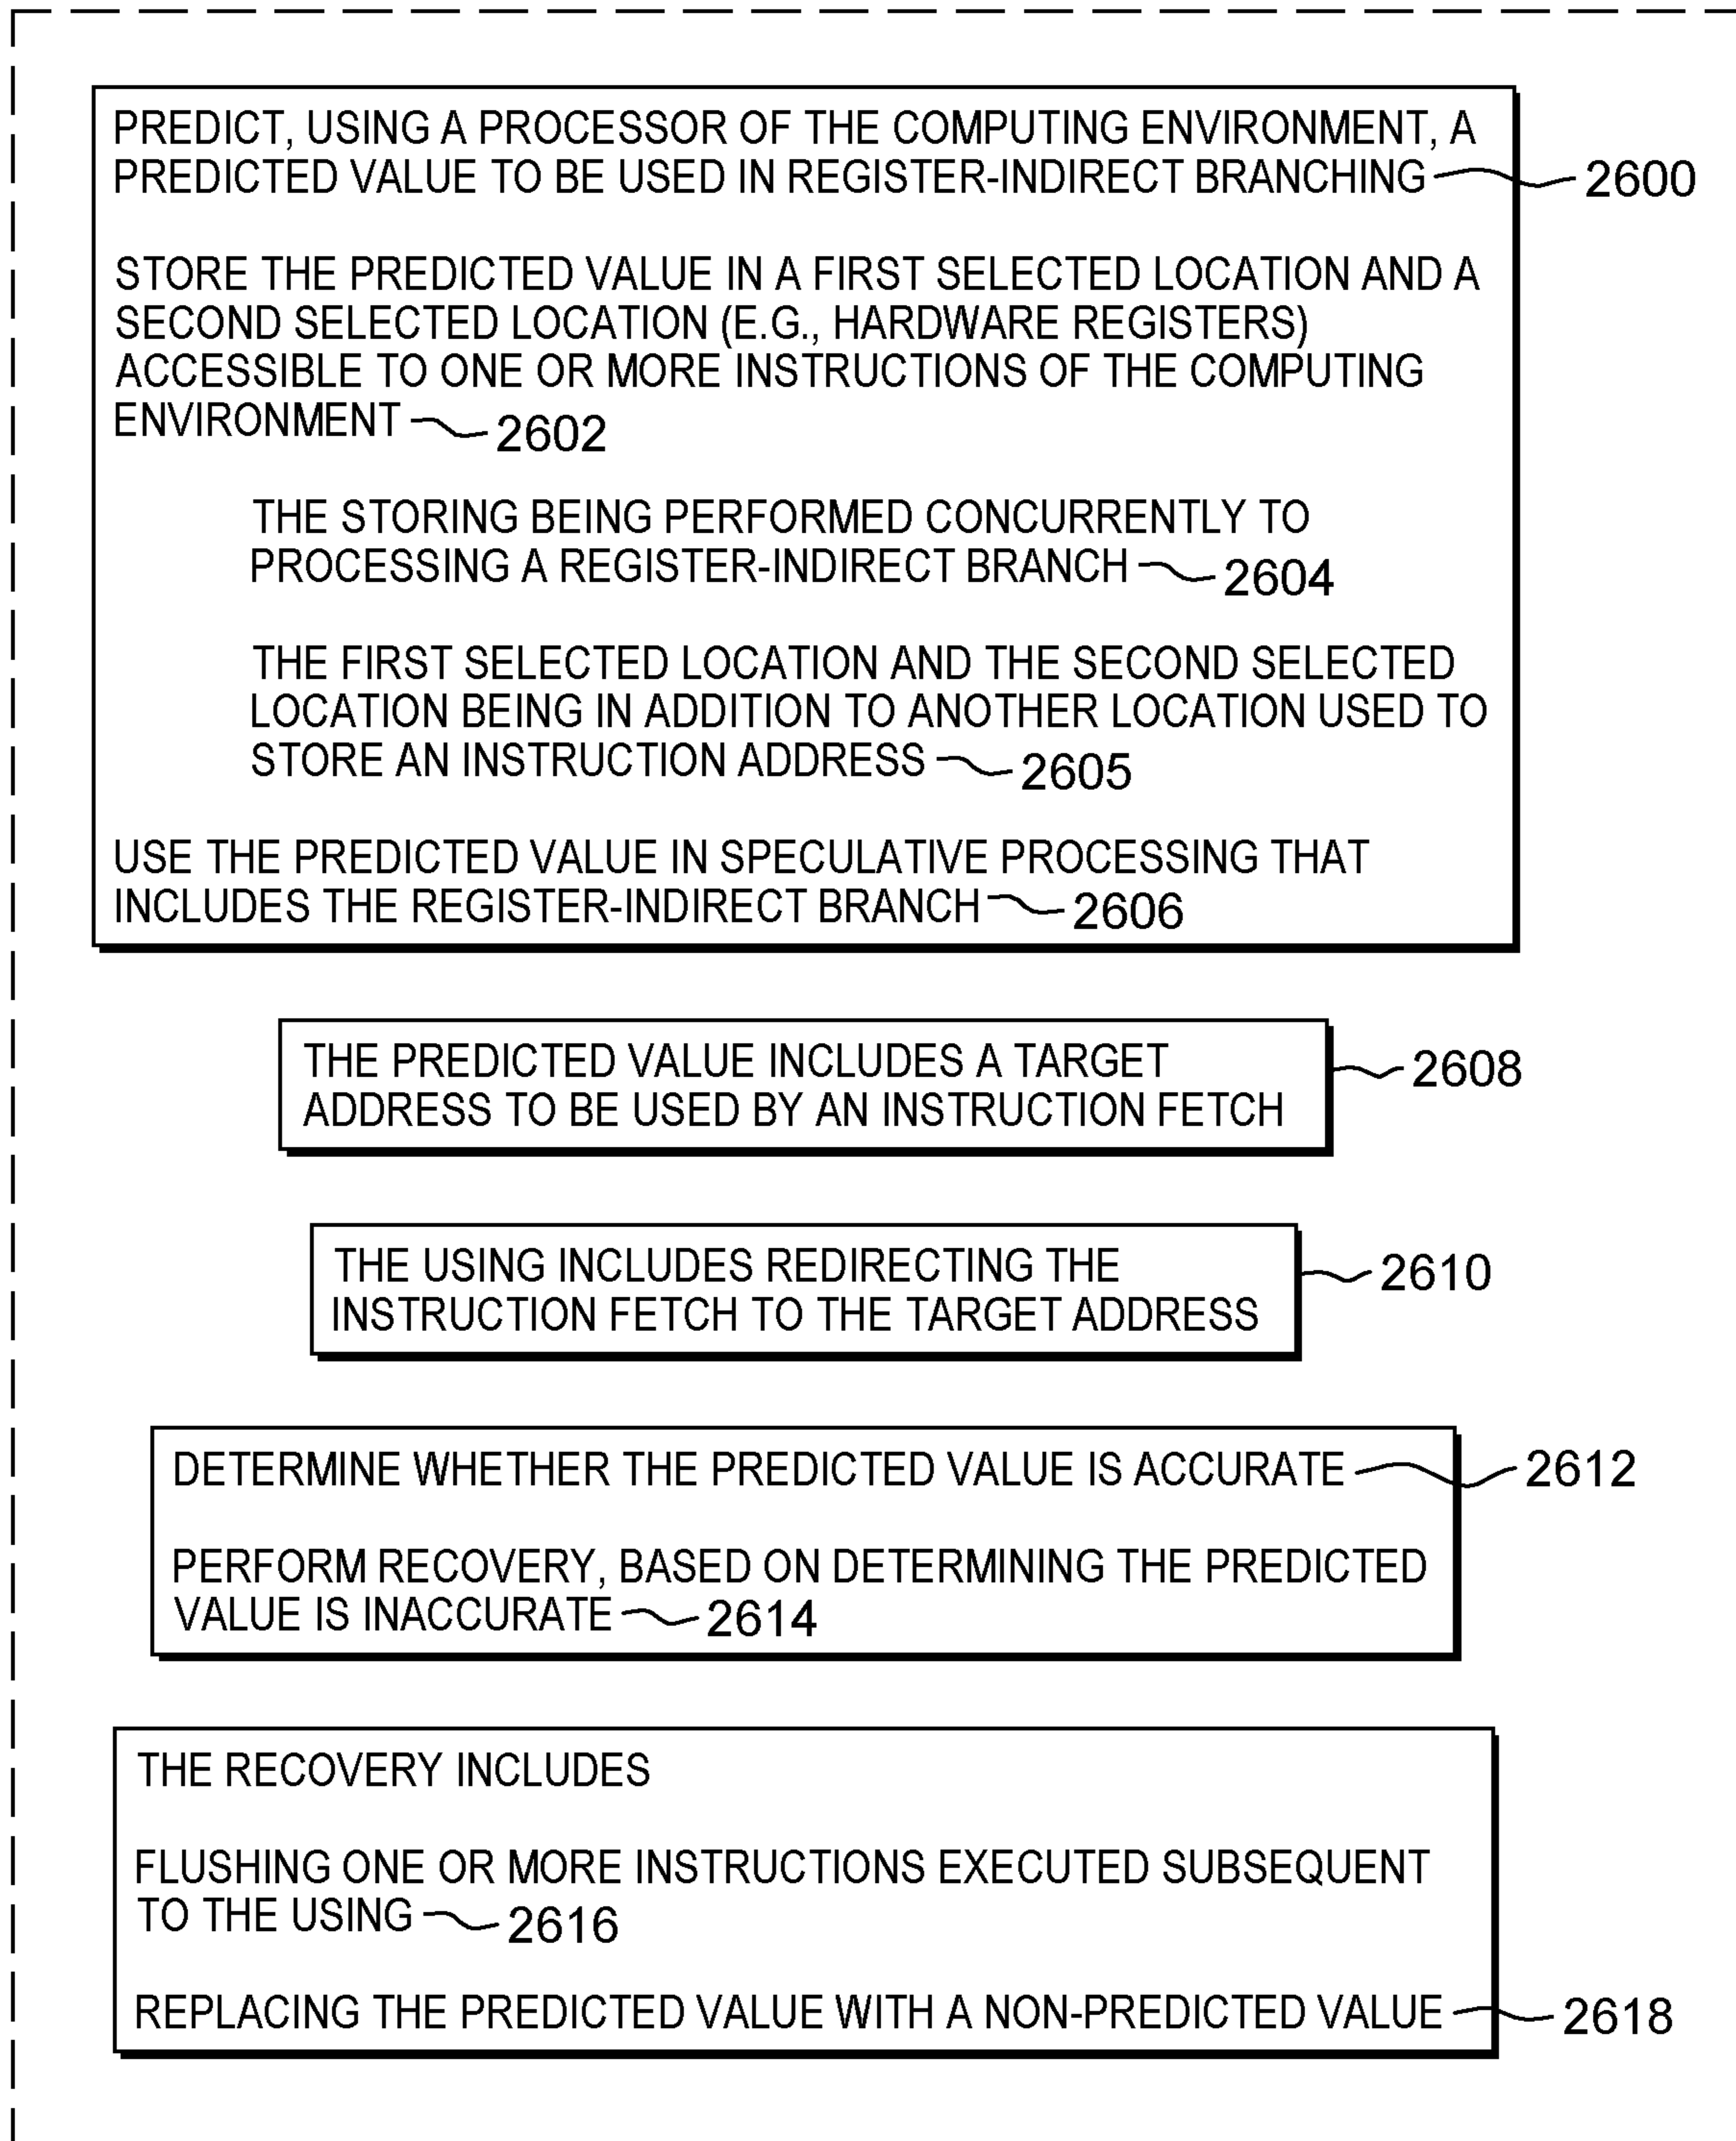 PREDICT, USING A PROCESSOR OF THE COMPUTING ENVIRONMENT, A
PREDICTED VALUE TO BE USED IN REGISTER-INDIRECT BRANCHING 2600
STORE THE PREDICTED VALUE IN A FIRST SELECTED LOCATION AND A
SECOND SELECTED LOCATION (E.G., HARDWARE REGISTERS)
ACCESSIBLE TO ONE OR MORE INSTRUCTIONS OF THE COMPUTING
ENVIRONMENT 2602
THE STORING BEING PERFORMED CONCURRENTLY TO
PROCESSING A REGISTER-INDIRECT BRANCH 2604
THE FIRST SELECTED LOCATION AND THE SECOND SELECTED
LOCATION BEING IN ADDITION TO ANOTHER LOCATION USED TO
STORE AN INSTRUCTION ADDRESS 2605
USE THE PREDICTED VALUE IN SPECULATIVE PROCESSING THAT
INCLUDES THE REGISTER-INDIRECT BRANCH 2606
THE PREDICTED VALUE INCLUDES A TARGET 2608
ADDRESS TO BE USED BY AN INSTRUCTION FETCH
THE USING INCLUDES REDIRECTING THE 2610
INSTRUCTION FETCH TO THE TARGET ADDRESS
DETERMINE WHETHER THE PREDICTED VALUE IS ACCURATE 2612
PERFORM RECOVERY, BASED ON DETERMINING THE PREDICTED
VALUE IS INACCURATE 2614
THE RECOVERY INCLUDES
FLUSHING ONE OR MORE INSTRUCTIONS EXECUTED SUBSEQUENT
TO THE USING 2616
REPLACING THE PREDICTED VALUE WITH A NON-PREDICTED VALUE 2618